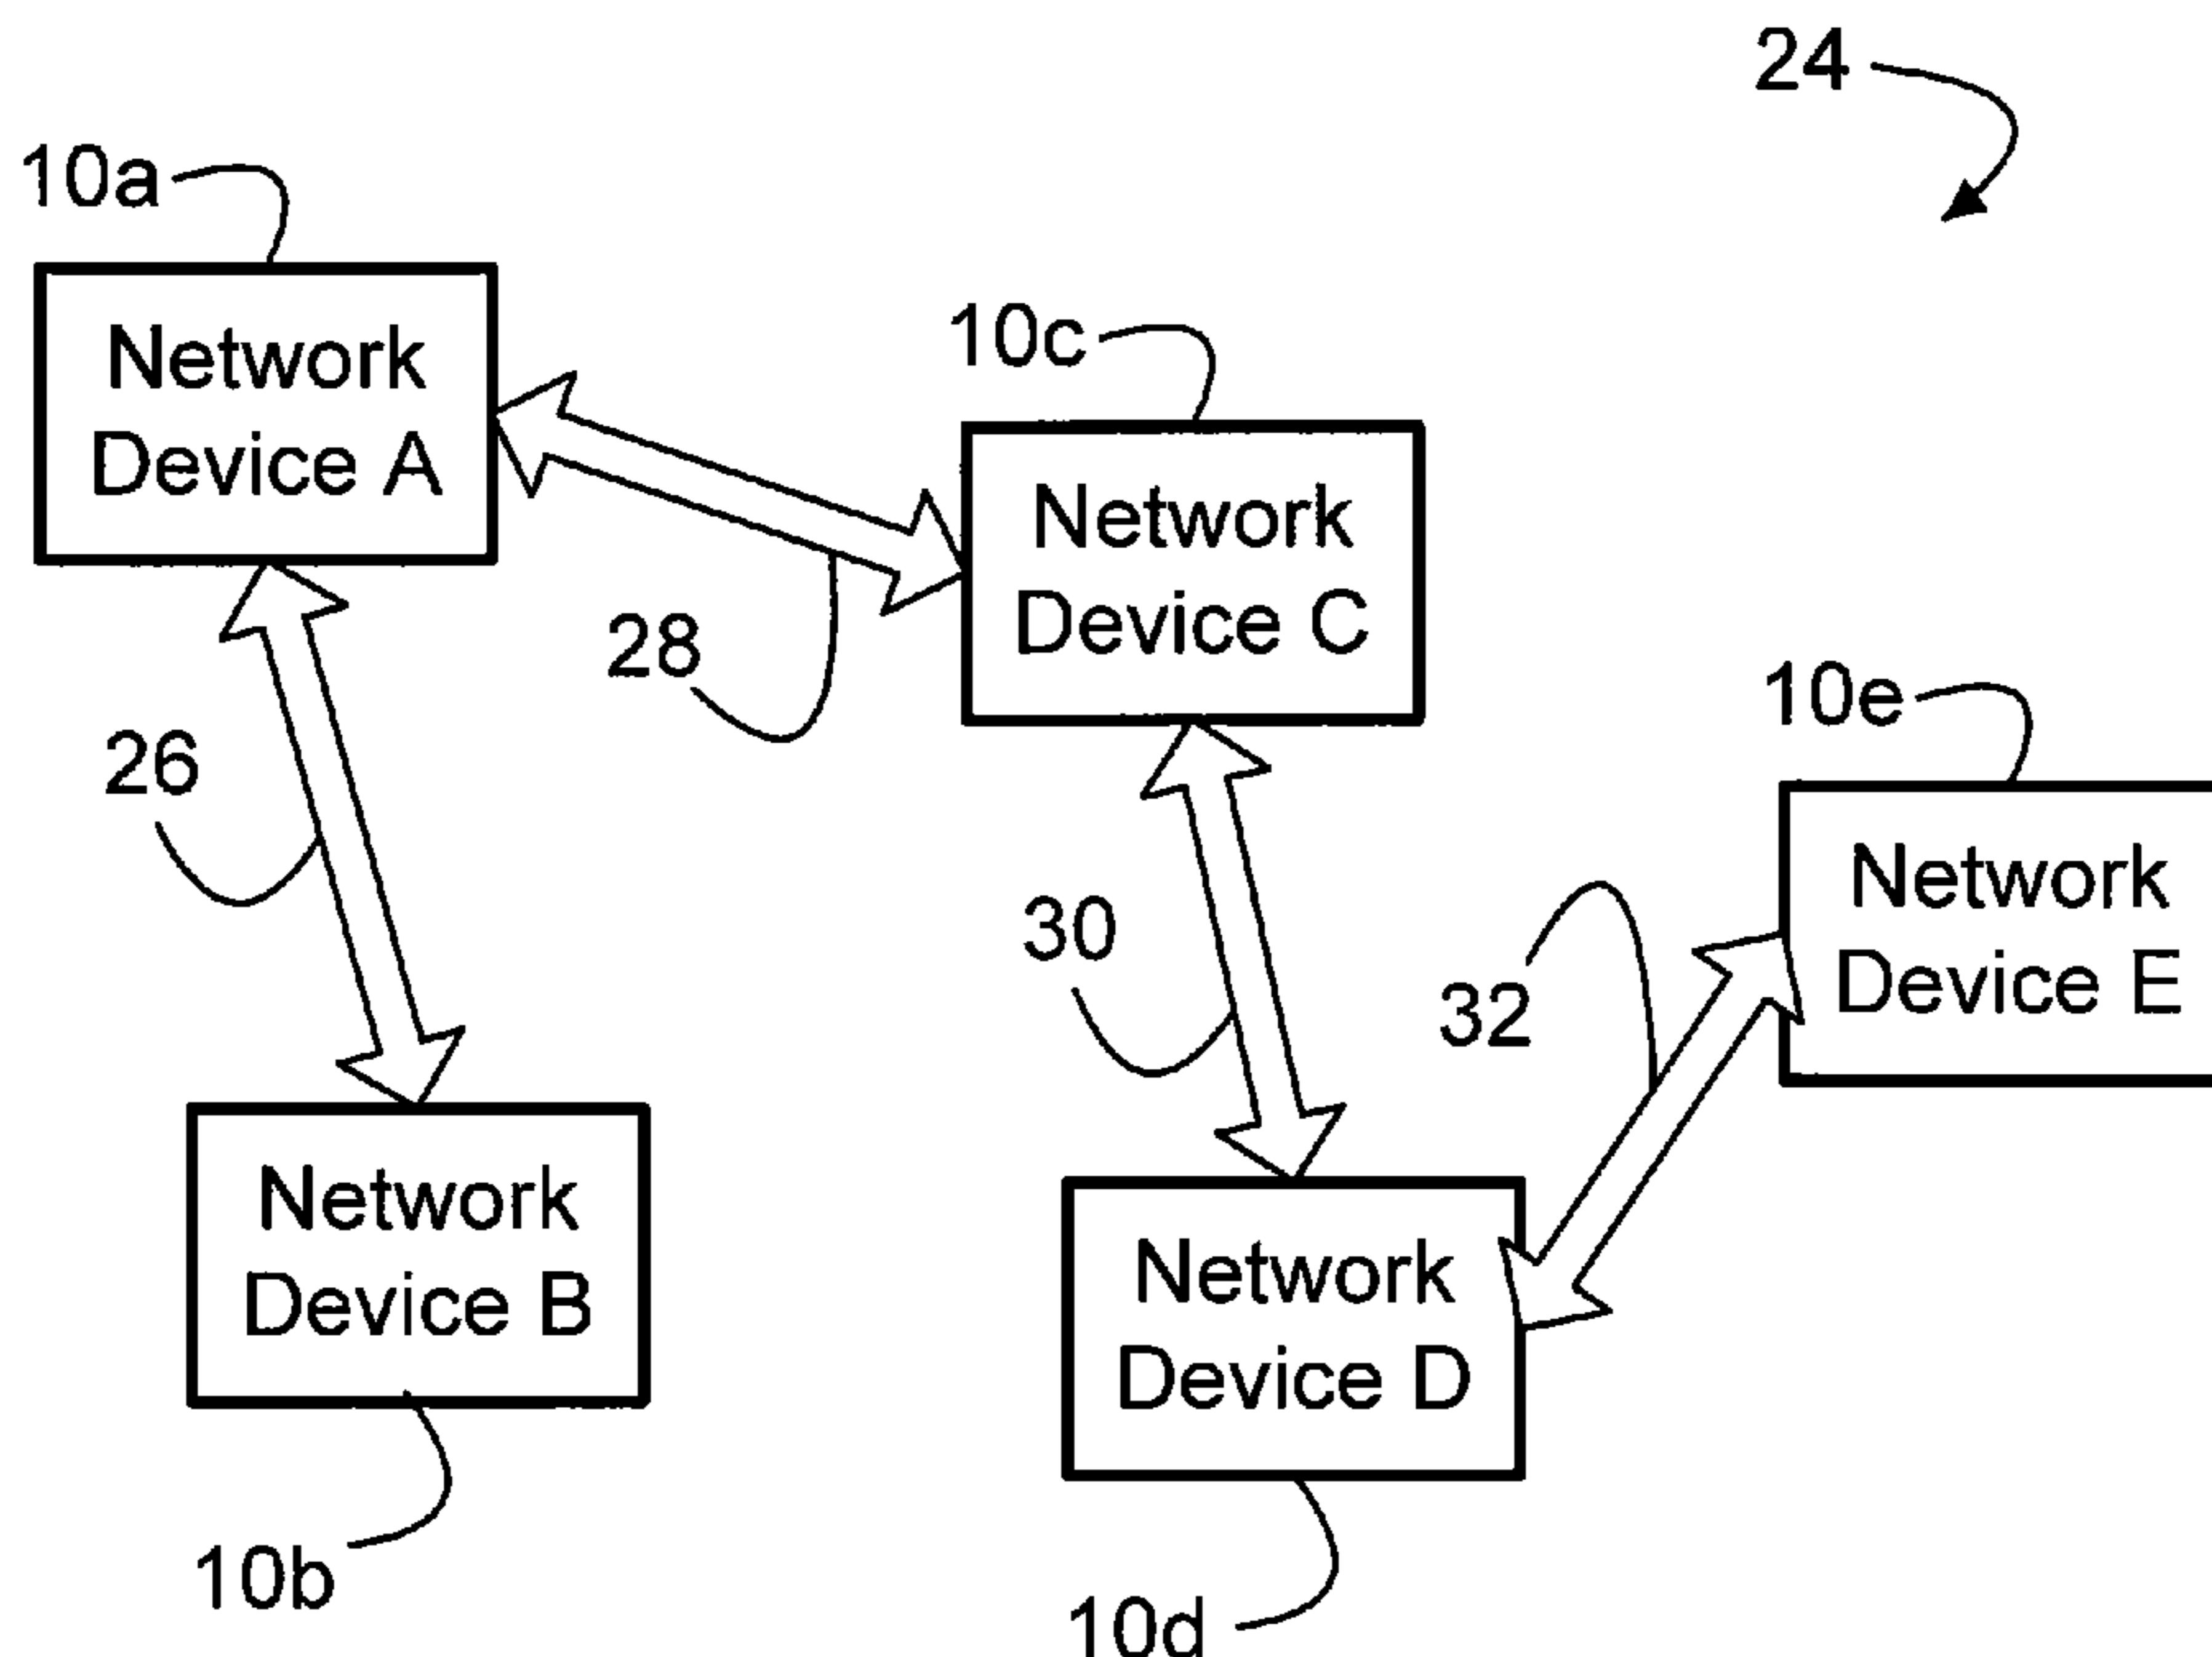 24
10a
Network
Device A
10c
Network
Device C
28
10e
Network
Device E
26
30
32
Network
Device B
Network
Device D
10b
10d